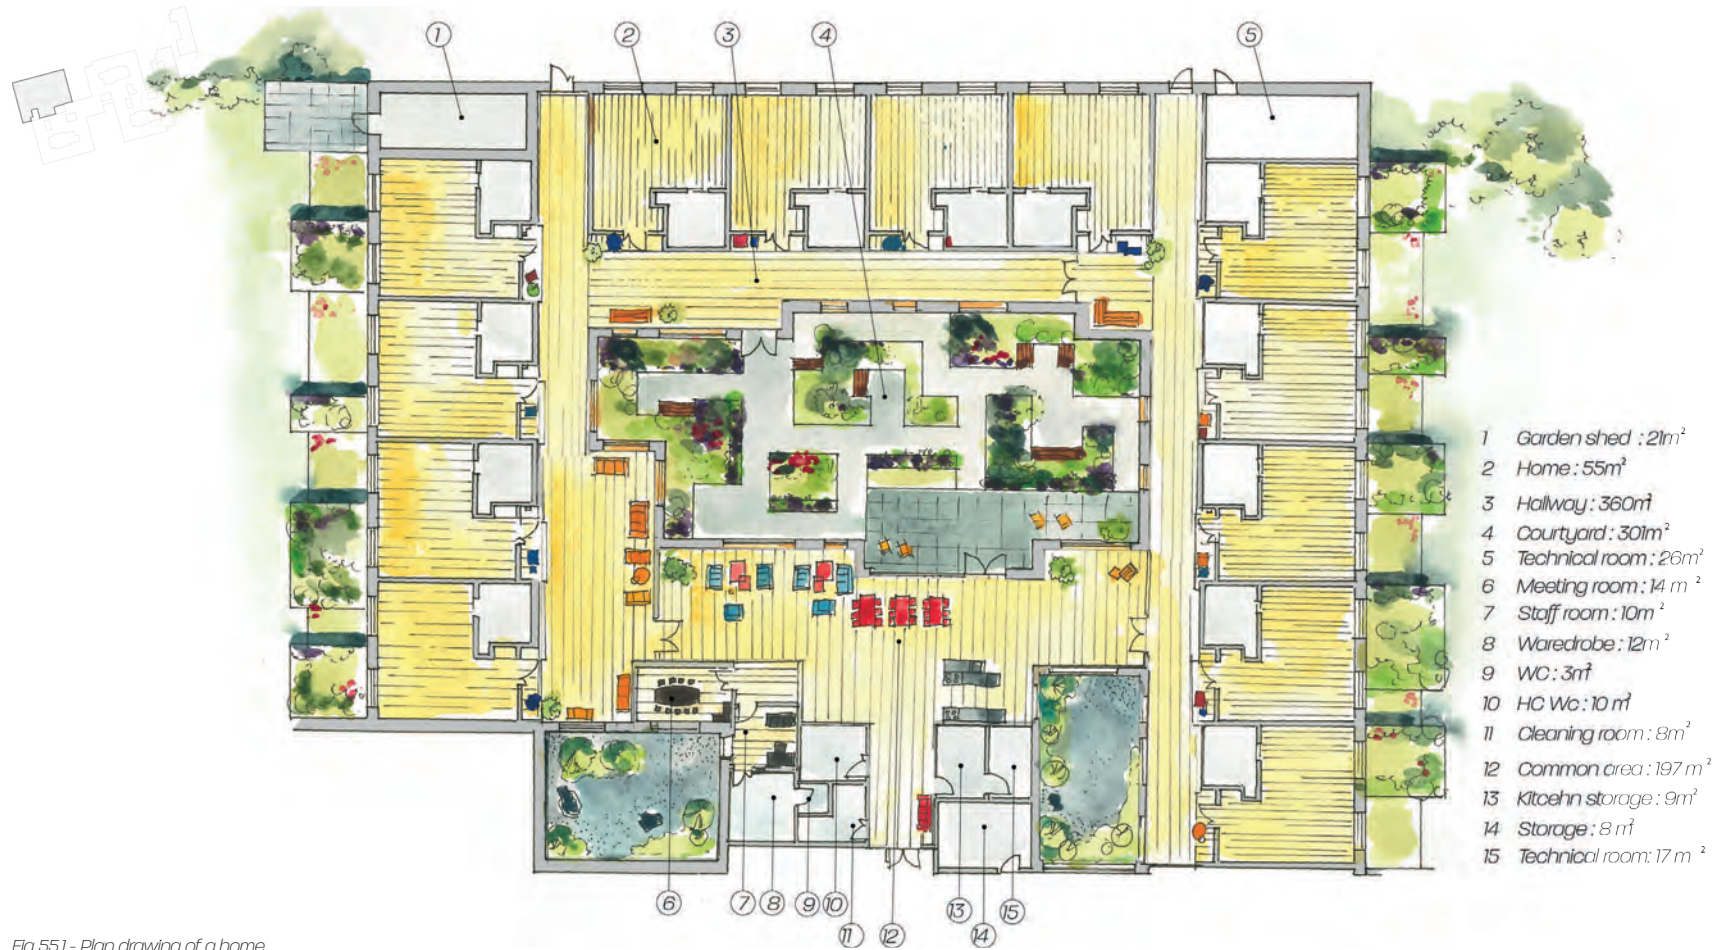 1
2
3
4
5
1 Garden shed : 21m²
2 Home : 55m²
3 Hallway : 360m²
4 Courtyard : 301m²
5 Technical room : 26m²
6 Meeting room : 14 m²
7 Staff room : 10m²
8 Waredrobe : 12m²
9 WC : 3m²
10 HC Wc : 10 m²
11 Cleaning room : 8m²
12 Common area : 197 m²
13 Kitcehn storage : 9m²
14 Storage : 8 m²
15 Technical room: 17 m²
6
7
8
9
10
11
12
13
14
15
Fig 551 - Plan drawing of a home